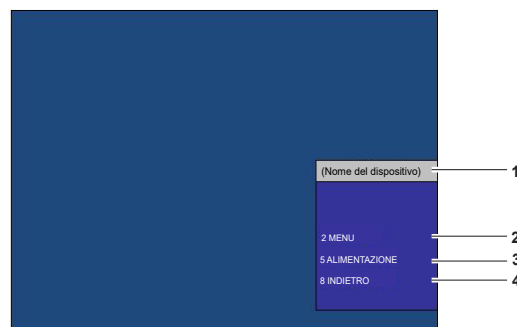 (Nome del dispositivo)
1
2 MENU
2
5 ALIMENTAZIONE
3
8 INDIETRO
4